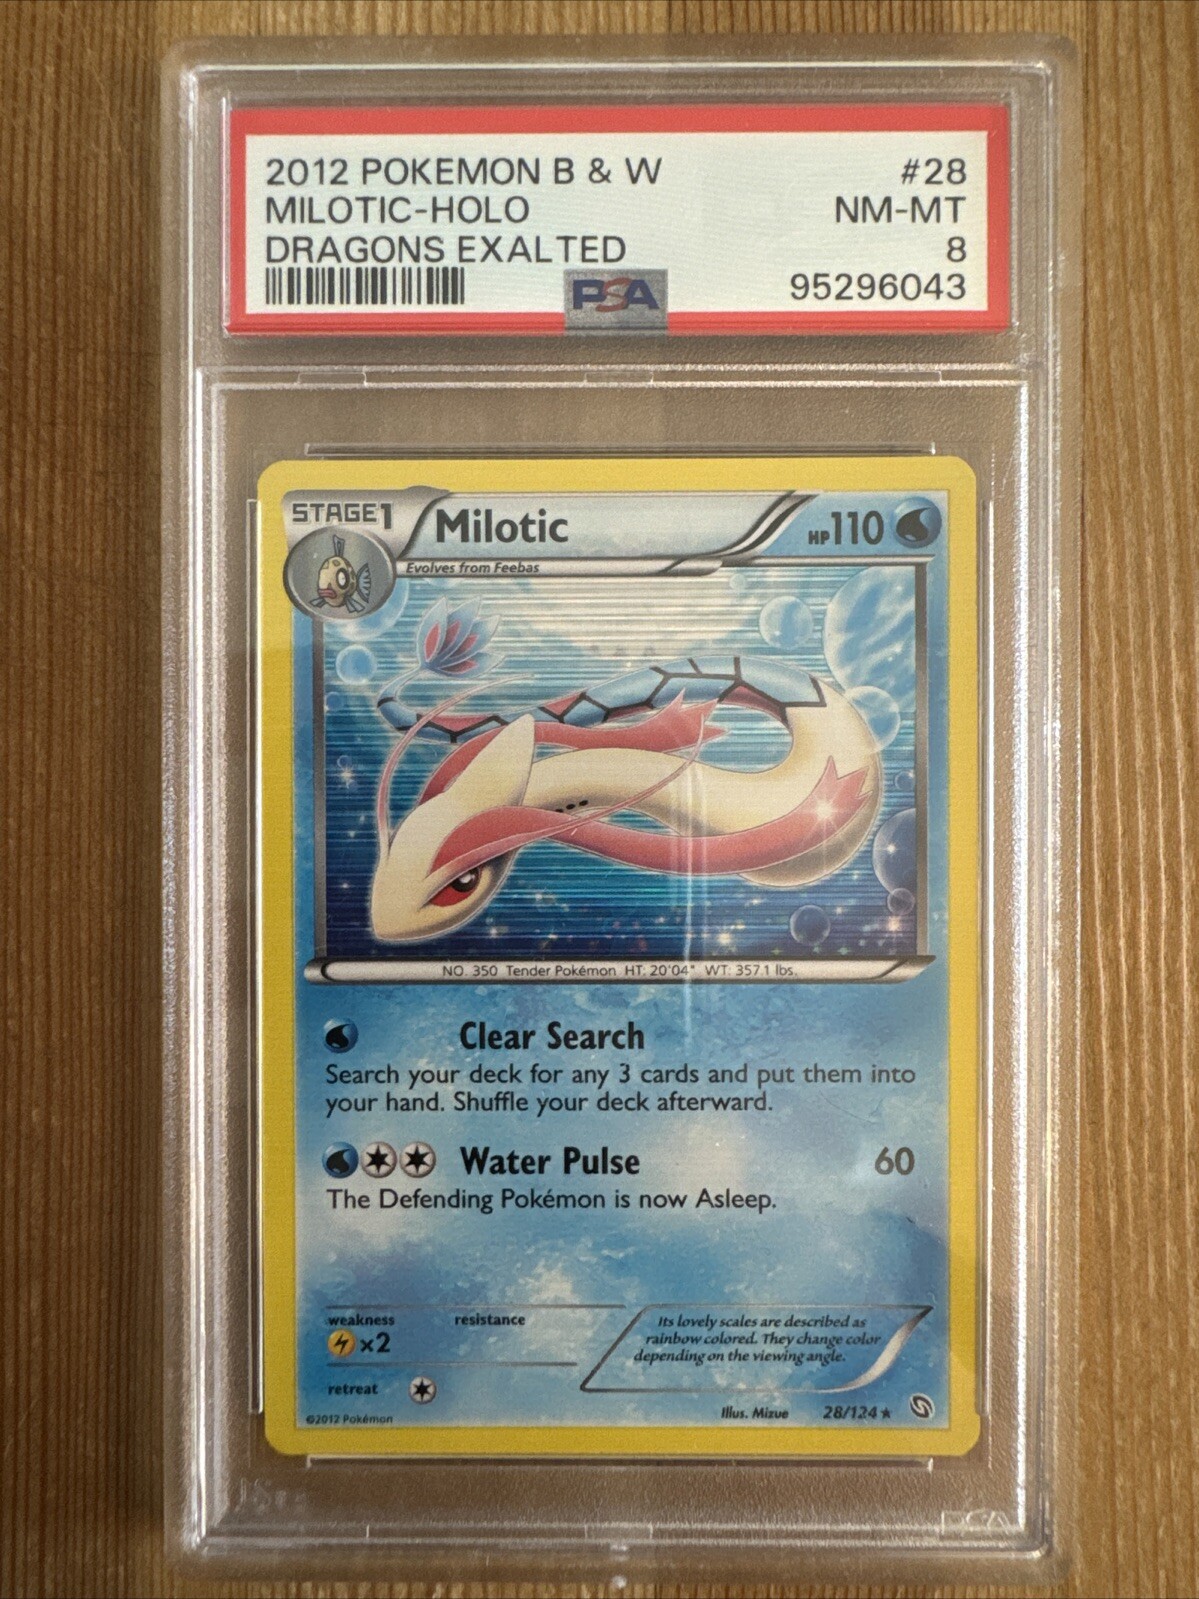 2012 POKEMON B & W #28
MILOTIC-HOLO NM-MT
DRAGONS EXALTED 8
PSA 95296043
STAGE1 Milotic HP110
Evolves from Feebas
NO. 350 Tender Pokémon HT: 20'04" WT: 357.1 lbs.
Clear Search
Search your deck for any 3 cards and put them into
your hand. Shuffle your deck afterward.
Water Pulse 60
The Defending Pokémon is now Asleep.
weakness resistance
×2
retreat
Its lovely scales are described as
rainbow colored. They change color
depending on the viewing angle.
©2012 Pokémon Illus. Mizue 28/124 ★
PSA